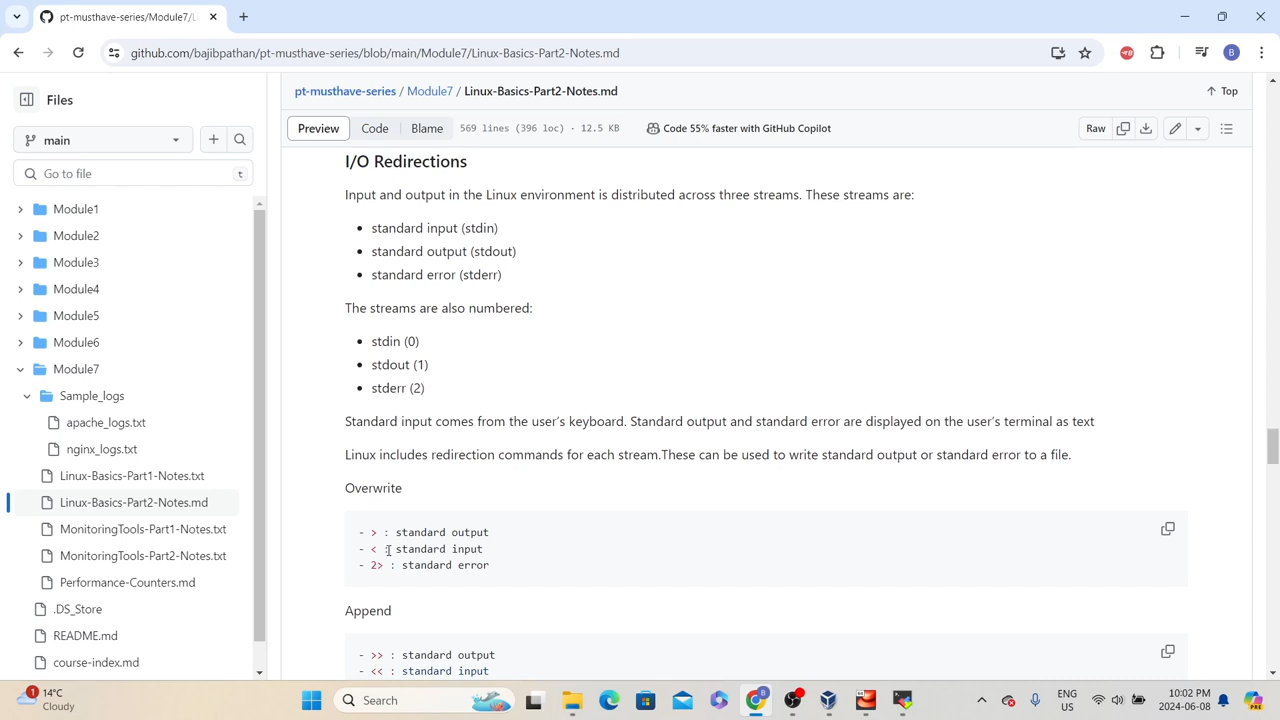 pt-musthave-series/Module7/Li
github.com/bajibpathan/pt-musthave-series/blob/main/Module7/Linux-Basics-Part2-Notes.md
B
Files
main
Go to file
t
Module1
Module2
Module3
Module4
Module5
Module6
Module7
Sample_logs
apache_logs.txt
nginx_logs.txt
Linux-Basics-Part1-Notes.txt
Linux-Basics-Part2-Notes.md
MonitoringTools-Part1-Notes.txt
MonitoringTools-Part2-Notes.txt
Performance-Counters.md
.DS_Store
README.md
course-index.md
pt-musthave-series / Module7 / Linux-Basics-Part2-Notes.md
Top
Preview Code Blame 569 lines (396 loc) · 12.5 KB Code 55% faster with GitHub Copilot Raw
I/O Redirections
Input and output in the Linux environment is distributed across three streams. These streams are:
• standard input (stdin)
• standard output (stdout)
• standard error (stderr)
The streams are also numbered:
• stdin (0)
• stdout (1)
• stderr (2)
Standard input comes from the user's keyboard. Standard output and standard error are displayed on the user's terminal as text
Linux includes redirection commands for each stream.These can be used to write standard output or standard error to a file.
Overwrite
- > : standard output
- < : standard input
- 2> : standard error
Append
- >> : standard output
- << : standard input
1
14°C
Cloudy
Search
B
ENG
US
10:02 PM
2024-06-08
PRE